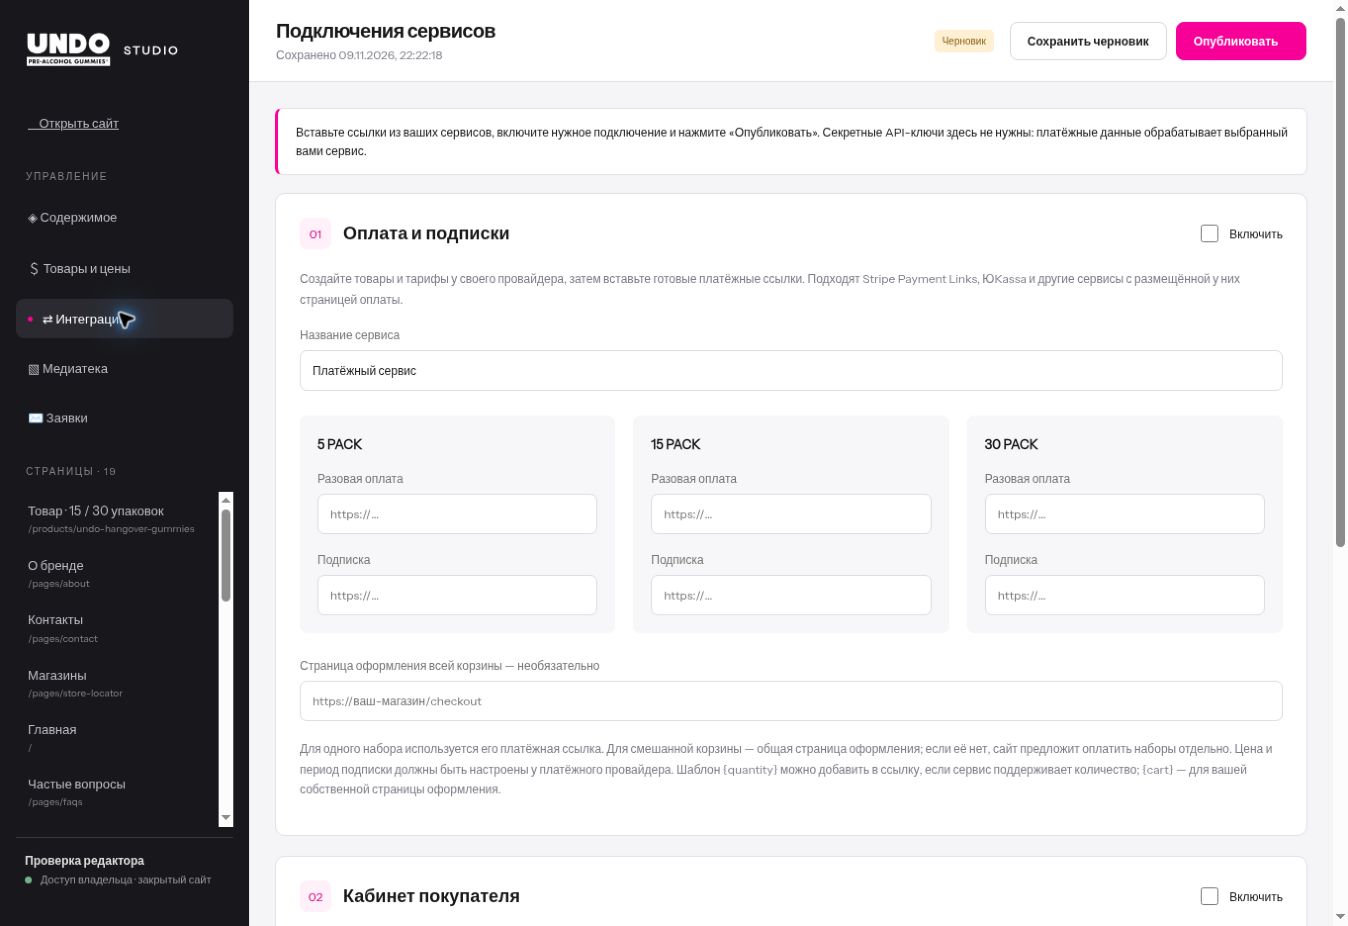 UNDO
PRE-ALCOHOL GUMMIES
STUDIO
Открыть сайт
УПРАВЛЕНИЕ
◈ Содержимое
$ Товары и цены
⇄ Интеграци
▧ Медиатека
✉️ Заявки
СТРАНИЦЫ · 19
Товар · 15 / 30 упаковок
/products/undo-hangover-gummies
О бренде
/pages/about
Контакты
/pages/contact
Магазины
/pages/store-locator
Главная
/
Частые вопросы
/pages/faqs
Проверка редактора
Доступ владельца · закрытый сайт
Подключения сервисов
Сохранено 09.11.2026, 22:22:18
Черновик
Сохранить черновик
Опубликовать
Вставьте ссылки из ваших сервисов, включите нужное подключение и нажмите «Опубликовать». Секретные API-ключи здесь не нужны: платёжные данные обрабатывает выбранный
вами сервис.
01
Оплата и подписки
Включить
Создайте товары и тарифы у своего провайдера, затем вставьте готовые платёжные ссылки. Подходят Stripe Payment Links, ЮKassa и другие сервисы с размещённой у них
страницей оплаты.
Название сервиса
Платёжный сервис
5 PACK
Разовая оплата
https://...
Подписка
https://...
15 PACK
Разовая оплата
https://...
Подписка
https://...
30 PACK
Разовая оплата
https://...
Подписка
https://...
Страница оформления всей корзины — необязательно
https://ваш-магазин/checkout
Для одного набора используется его платёжная ссылка. Для смешанной корзины — общая страница оформления; если её нет, сайт предложит оплатить наборы отдельно. Цена и
период подписки должны быть настроены у платёжного провайдера. Шаблон {quantity} можно добавить в ссылку, если сервис поддерживает количество; {cart} — для вашей
собственной страницы оформления.
02
Кабинет покупателя
Включить